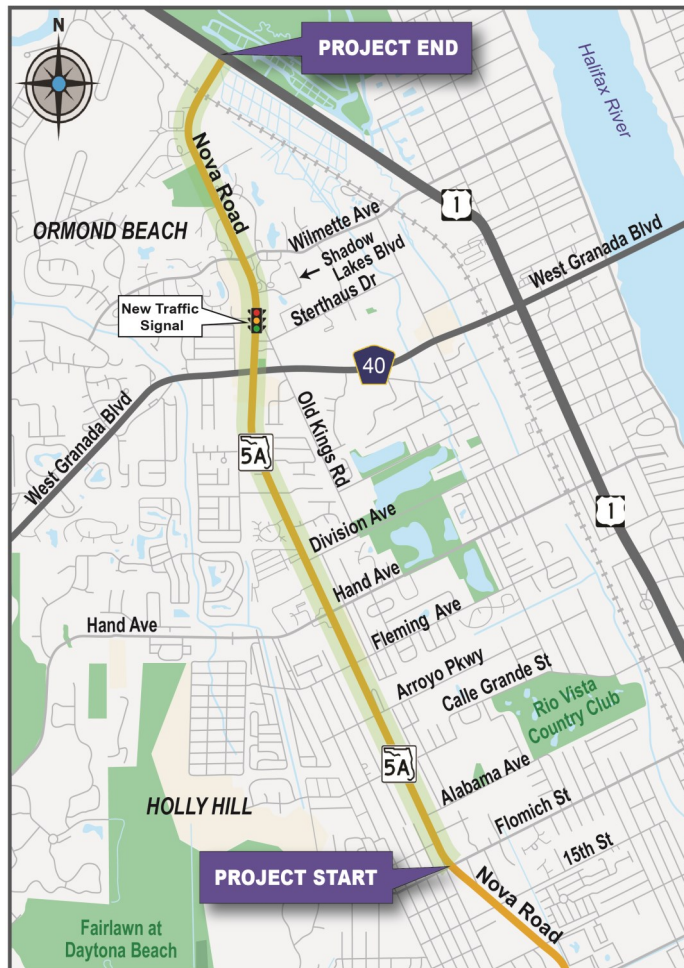 N
PROJECT END
Halifax River
Nova Road
1
ORMOND BEACH
Wilmette Ave
Shadow
Lakes Blvd
West Granada Blvd
Sterthaus Dr
New Traffic
Signal
40
Old Kings Rd
West Granada Blvd
5A
1
Division Ave
Hand Ave
Hand Ave
Fleming Ave
Arroyo Pkwy
Calle Grande St
Rio Vista
Country Club
5A
Alabama Ave
HOLLY HILL
Flomich St
15th St
PROJECT START
Nova Road
Fairlawn at
Daytona Beach